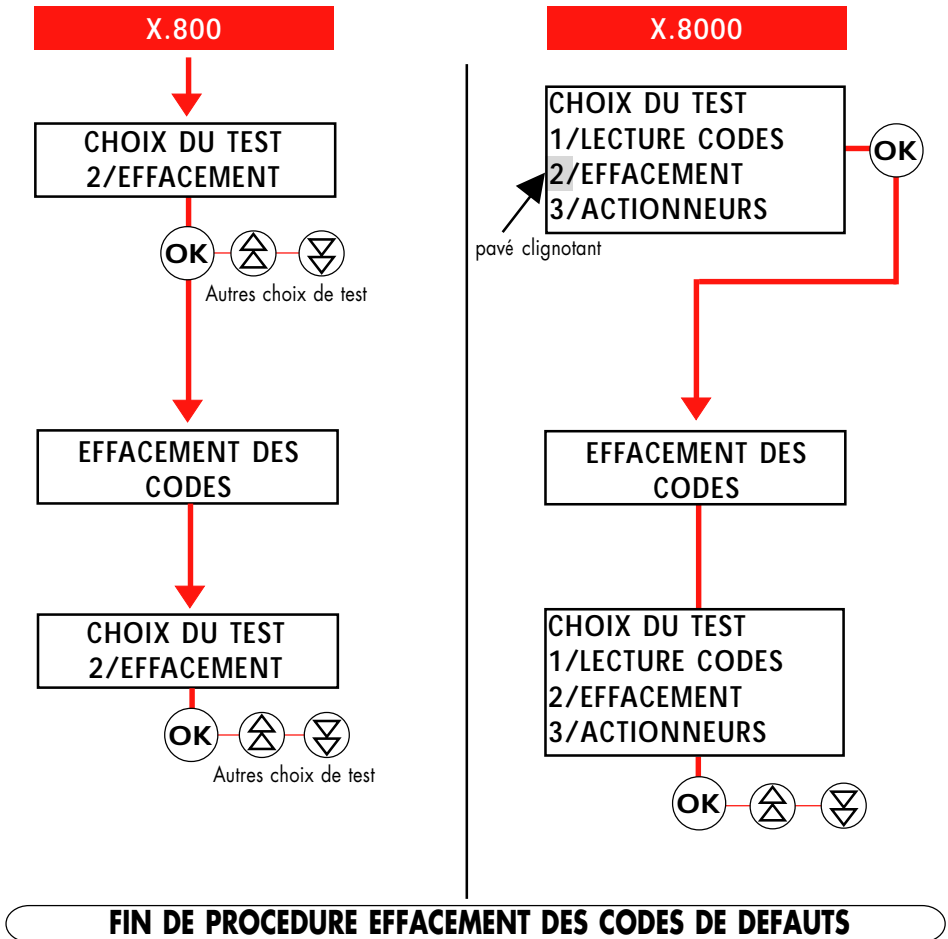 X.800
CHOIX DU TEST
2/EFFACEMENT
OK
Autres choix de test
EFFACEMENT DES
CODES
CHOIX DU TEST
2/EFFACEMENT
OK
Autres choix de test
X.8000
CHOIX DU TEST
1/LECTURE CODES
2/EFFACEMENT
3/ACTIONNEURS
OK
pavé clignotant
EFFACEMENT DES
CODES
CHOIX DU TEST
1/LECTURE CODES
2/EFFACEMENT
3/ACTIONNEURS
OK
FIN DE PROCEDURE EFFACEMENT DES CODES DE DEFAUTS